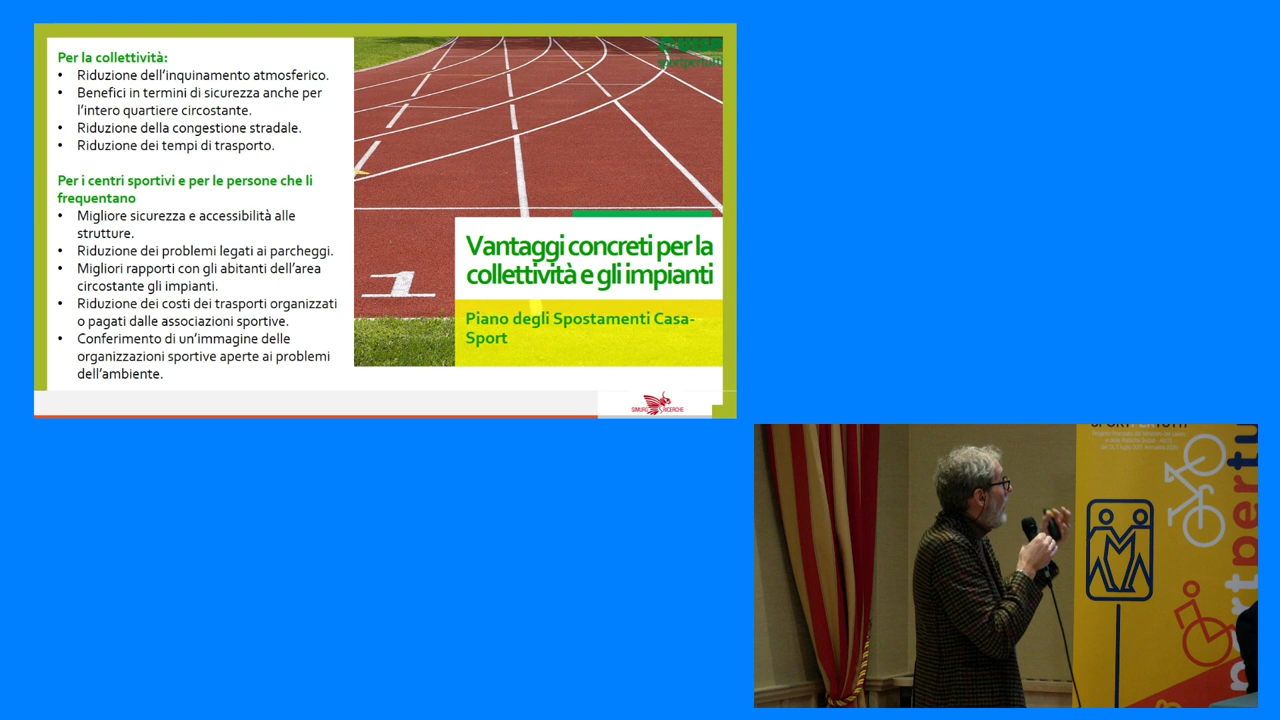 Per la collettività:
• Riduzione dell'inquinamento atmosferico.
• Benefici in termini di sicurezza anche per
l'intero quartiere circostante.
• Riduzione della congestione stradale.
• Riduzione dei tempi di trasporto.
Per i centri sportivi e per le persone che li
frequentano
• Migliore sicurezza e accessibilità alle
strutture.
• Riduzione dei problemi legati ai parcheggi.
• Migliori rapporti con gli abitanti dell'area
circostante gli impianti.
• Riduzione dei costi dei trasporti organizzati
o pagati dalle associazioni sportive.
• Conferimento di un'immagine delle
organizzazioni sportive aperte ai problemi
dell'ambiente.
sportpertutti
1
Vantaggi concreti per la
collettività e gli impianti
Piano degli Spostamenti Casa-
Sport
SIMURG RICERCHE
SPORTPERTUTTI